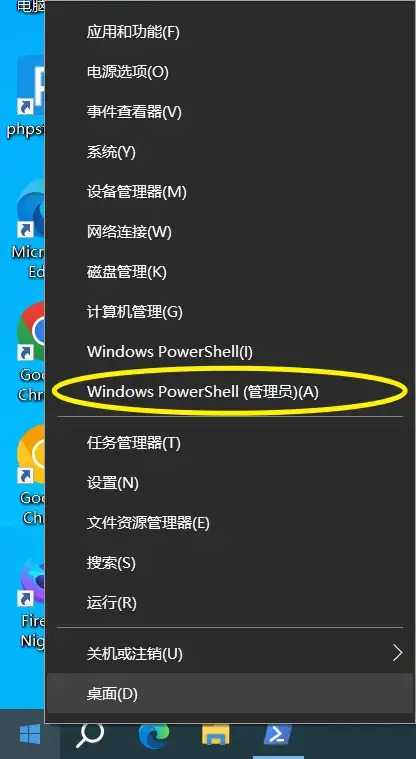 电脑
应用和功能(F)
电源选项(O)
事件查看器(V)
phps
系统(Y)
设备管理器(M)
网络连接(W)
Micr
Ed
磁盘管理(K)
计算机管理(G)
Windows PowerShell(I)
Goo
Chr
Windows PowerShell (管理员)(A)
任务管理器(T)
设置(N)
Goo
Chr
文件资源管理器(E)
搜索(S)
运行(R)
Fire
Nig
关机或注销(U)
桌面(D)